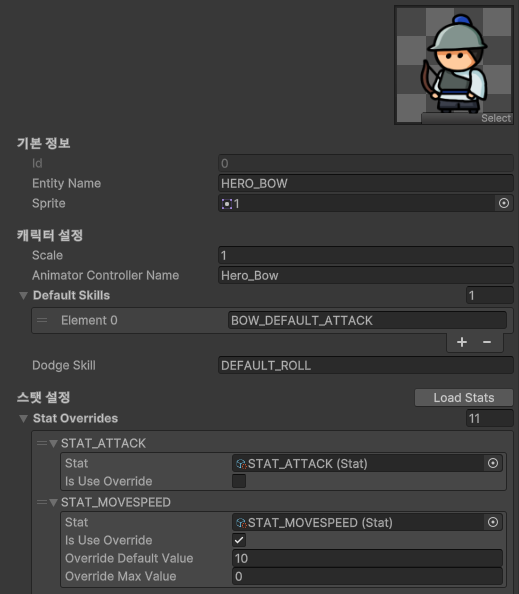 Select
기본 정보
Id 0
Entity Name HERO_BOW
Sprite 1
캐릭터 설정
Scale 1
Animator Controller Name Hero_Bow
Default Skills 1
Element 0 BOW_DEFAULT_ATTACK
+ −
Dodge Skill DEFAULT_ROLL
스탯 설정 Load Stats
Stat Overrides 11
STAT_ATTACK
Stat STAT_ATTACK (Stat)
Is Use Override
STAT_MOVESPEED
Stat STAT_MOVESPEED (Stat)
Is Use Override
Override Default Value 10
Override Max Value 0